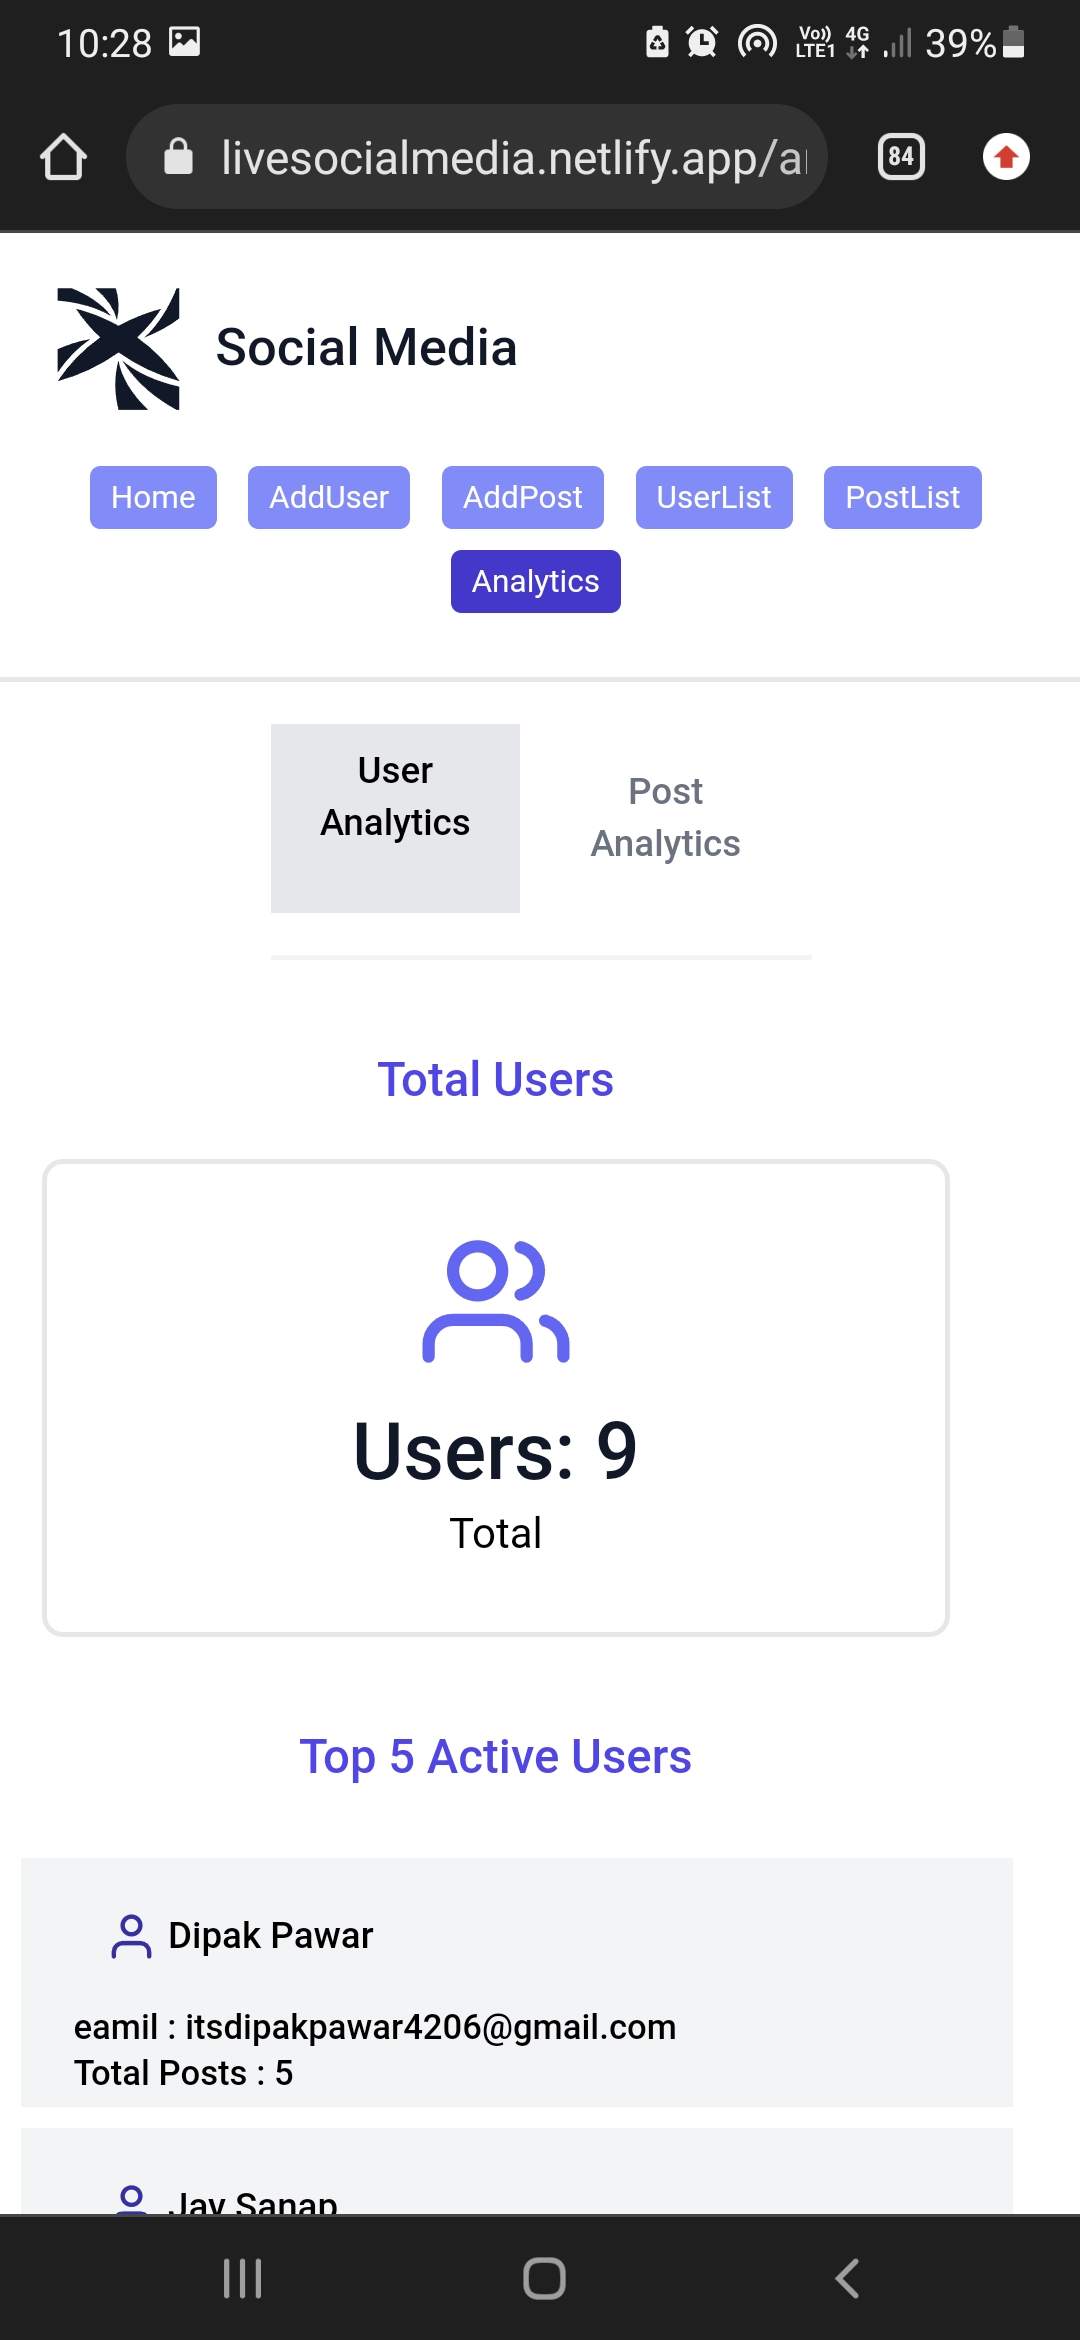 10:28
Vo)) LTE1 4G 39%
livesocialmedia.netlify.app/a
84
Social Media
Home AddUser AddPost UserList PostList
Analytics
User Analytics
Post Analytics
Total Users
Users: 9
Total
Top 5 Active Users
Dipak Pawar
eamil : itsdipakpawar4206@gmail.com
Total Posts : 5
Jay Sanap